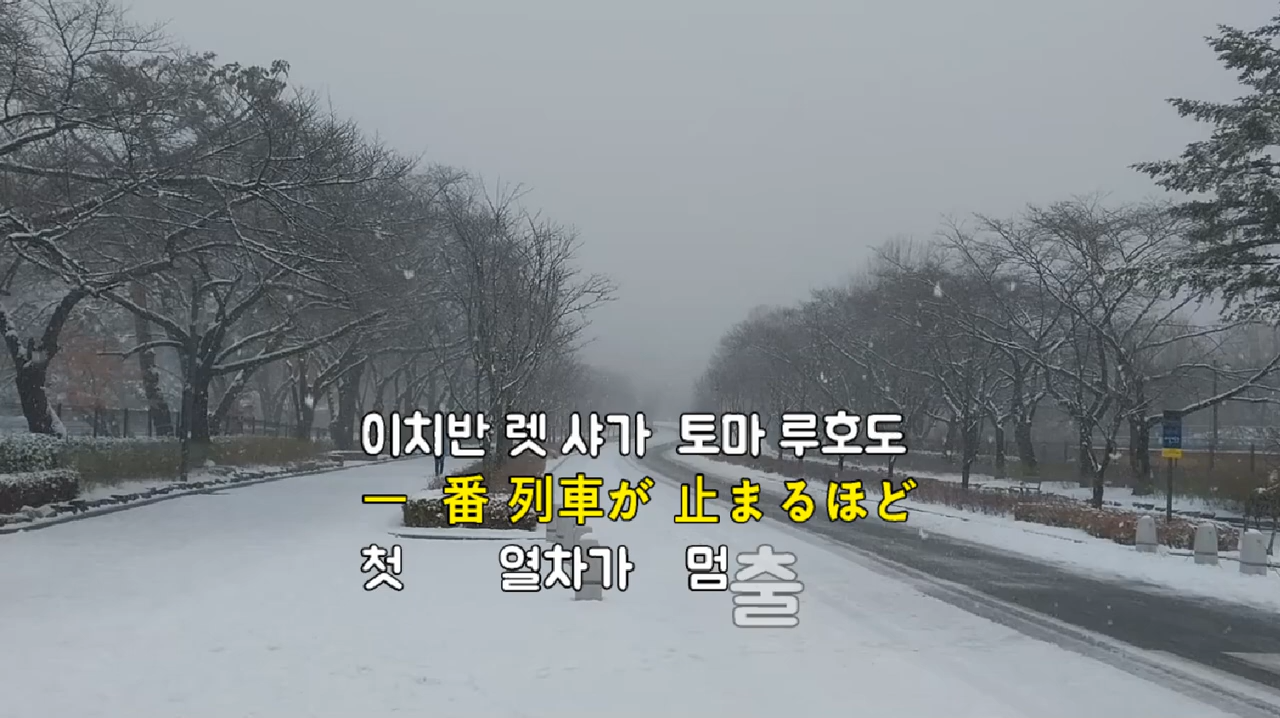 이치반 렛 샤가 토마 루호도
一 番 列車が 止まるほど
첫 열차가 멈출